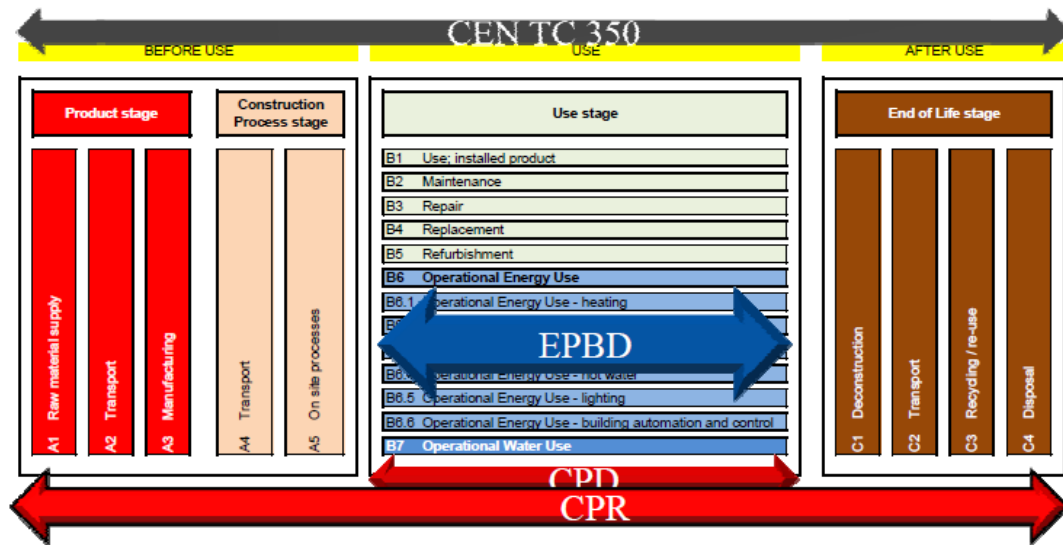 CEN TC 350
BEFORE USE
USE
AFTER USE
Product stage
Construction
Process stage
Use stage
End of Life stage
A1 Raw material supply
A2 Transport
A3 Manufacturing
A4 Transport
A5 On site processes
B1 Use; installed product
B2 Maintenance
B3 Repair
B4 Replacement
B5 Refurbishment
B6 Operational Energy Use
B6.1 Operational Energy Use - heating
EPBD
Operational Energy Use - hot water
B6.5 Operational Energy Use - lighting
B6.6 Operational Energy Use - building automation and control
B7 Operational Water Use
C1 Deconstruction
C2 Transport
C3 Recycling / re-use
C4 Disposal
CPD
CPR